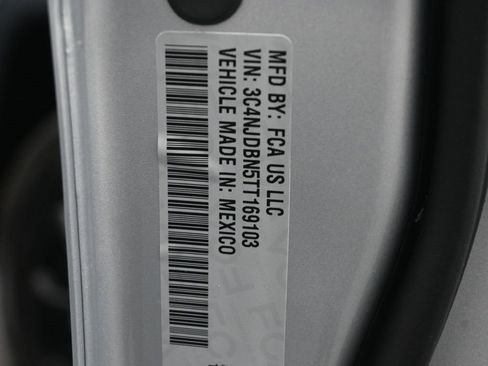 MFD BY: FCA US LLC
VIN: 3C4NJDBN5TT169103
VEHICLE MADE IN: MEXICO